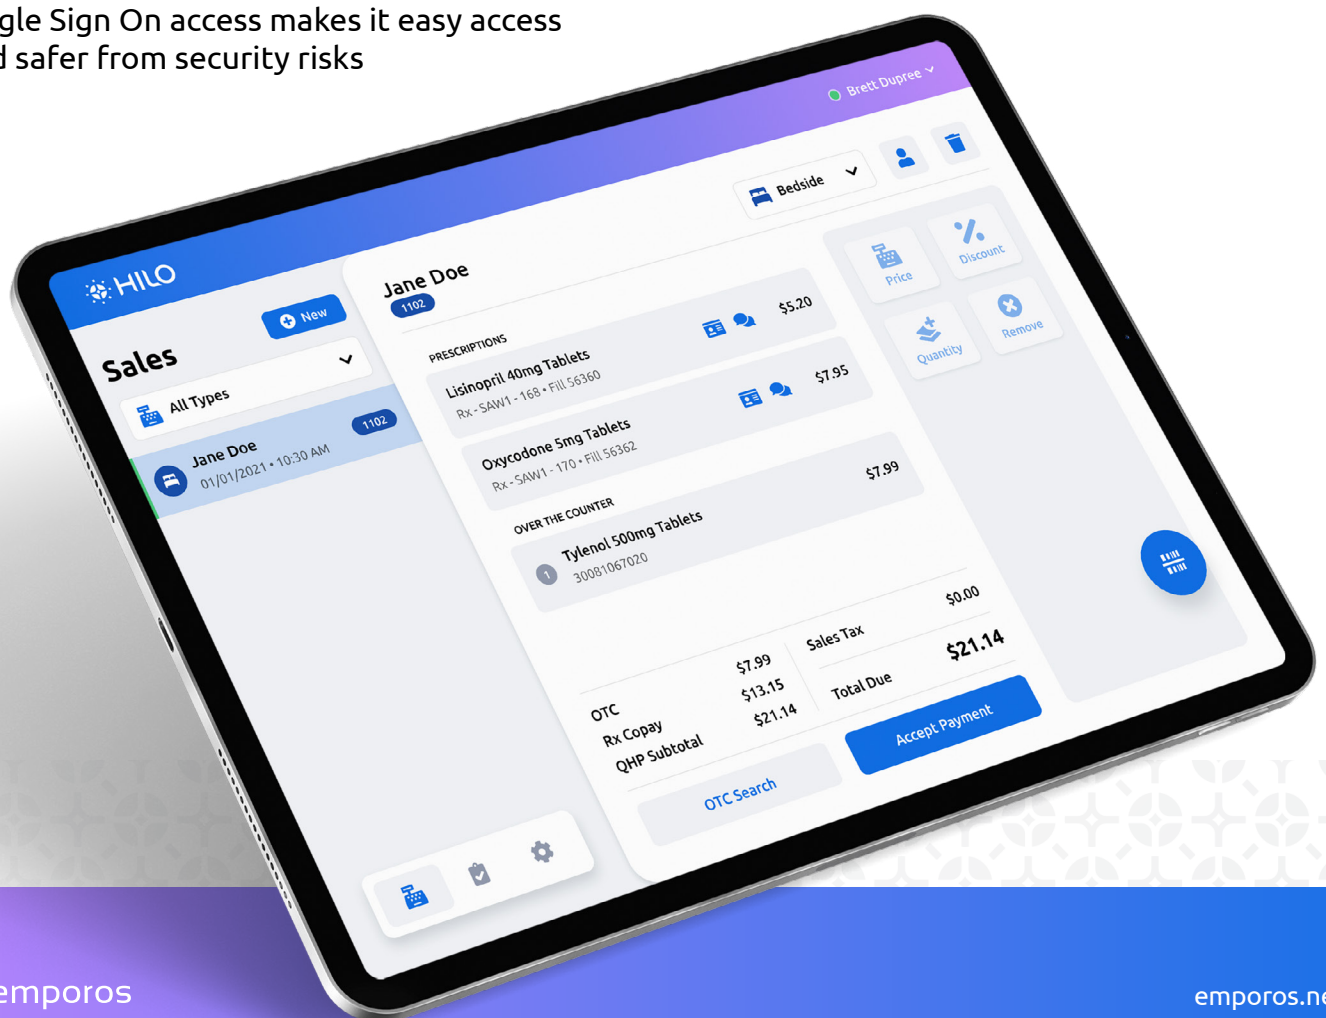 gle Sign On access makes it easy access
d safer from security risks
Brett Dupree
HILO
Bedside
Sales
New
All Types
Jane Doe
1102
01/01/2021 • 10:30 AM
Jane Doe
1102
PRESCRIPTIONS
Lisinopril 40mg Tablets
$5.20
Rx - SAW1 - 168 • Fill 56360
Oxycodone 5mg Tablets
$7.95
Rx - SAW1 - 170 • Fill 56362
OVER THE COUNTER
1
Tylenol 500mg Tablets
$7.99
30081067020
Price
Discount
Quantity
Remove
OTC $7.99
Rx Copay $13.15
QHP Subtotal $21.14
Sales Tax $0.00
Total Due $21.14
OTC Search
Accept Payment
emporos
emporos.ne